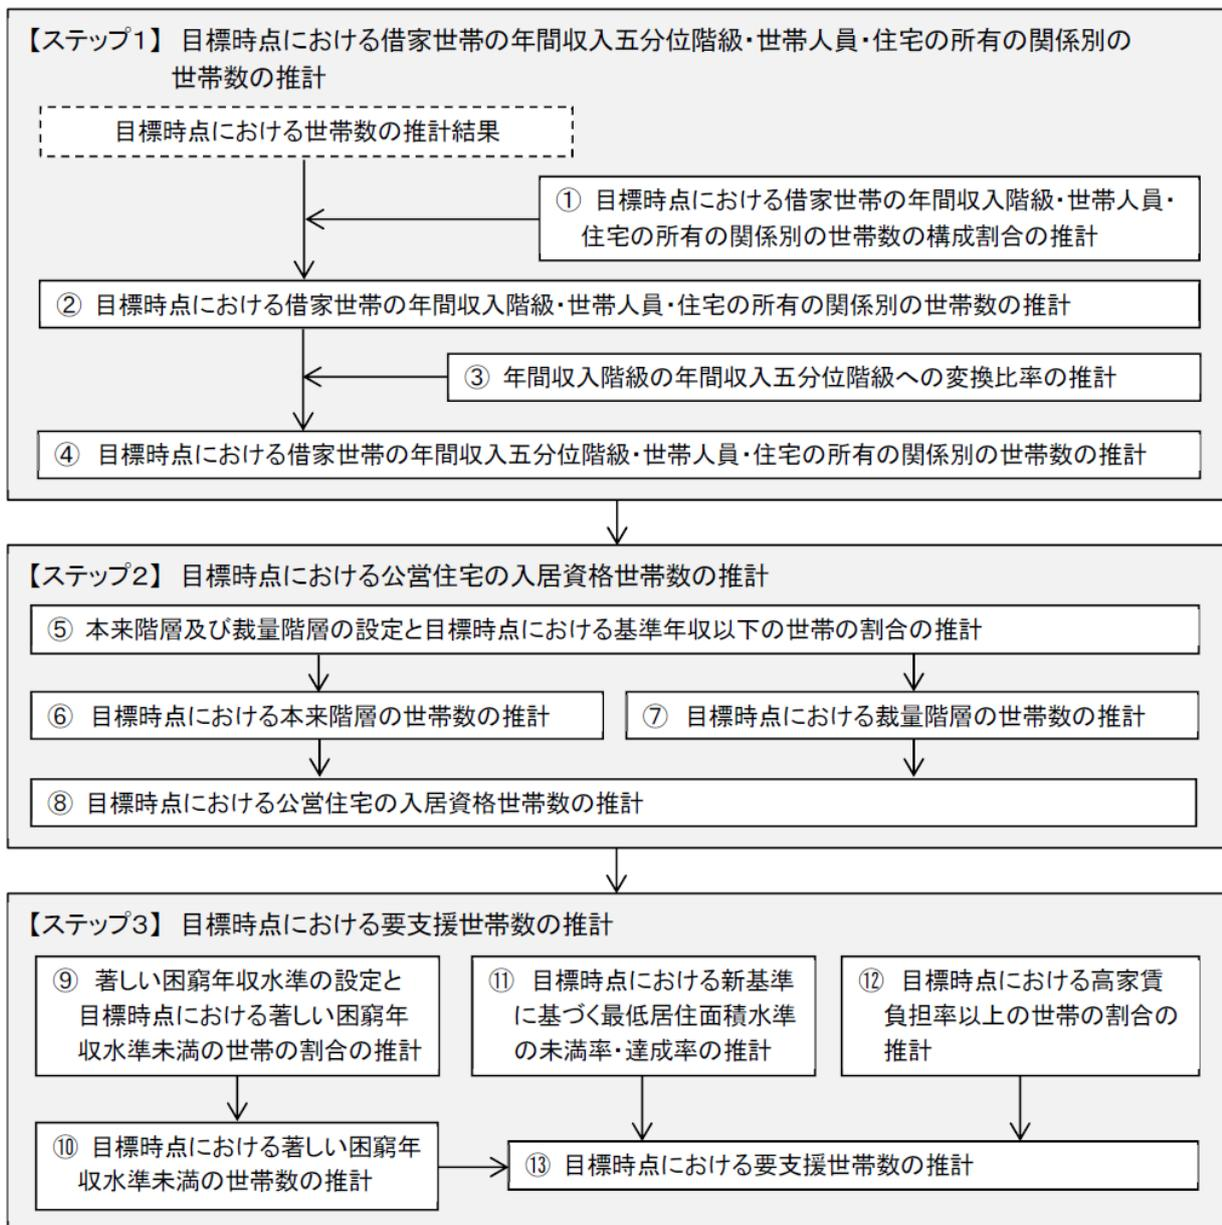 【ステップ1】 目標時点における借家世帯の年間収入五分位階級・世帯人員・住宅の所有の関係別の
世帯数の推計
目標時点における世帯数の推計結果
① 目標時点における借家世帯の年間収入階級・世帯人員・
住宅の所有の関係別の世帯数の構成割合の推計
② 目標時点における借家世帯の年間収入階級・世帯人員・住宅の所有の関係別の世帯数の推計
③ 年間収入階級の年間収入五分位階級への変換比率の推計
④ 目標時点における借家世帯の年間収入五分位階級・世帯人員・住宅の所有の関係別の世帯数の推計
【ステップ2】 目標時点における公営住宅の入居資格世帯数の推計
⑤ 本来階層及び裁量階層の設定と目標時点における基準年収以下の世帯の割合の推計
⑥ 目標時点における本来階層の世帯数の推計
⑦ 目標時点における裁量階層の世帯数の推計
⑧ 目標時点における公営住宅の入居資格世帯数の推計
【ステップ3】 目標時点における要支援世帯数の推計
⑨ 著しい困窮年収水準の設定と
目標時点における著しい困窮年
収水準未満の世帯の割合の推計
⑪ 目標時点における新基準
に基づく最低居住面積水準
の未満率・達成率の推計
⑫ 目標時点における高家賃
負担率以上の世帯の割合の
推計
⑩ 目標時点における著しい困窮年
収水準未満の世帯数の推計
⑬ 目標時点における要支援世帯数の推計